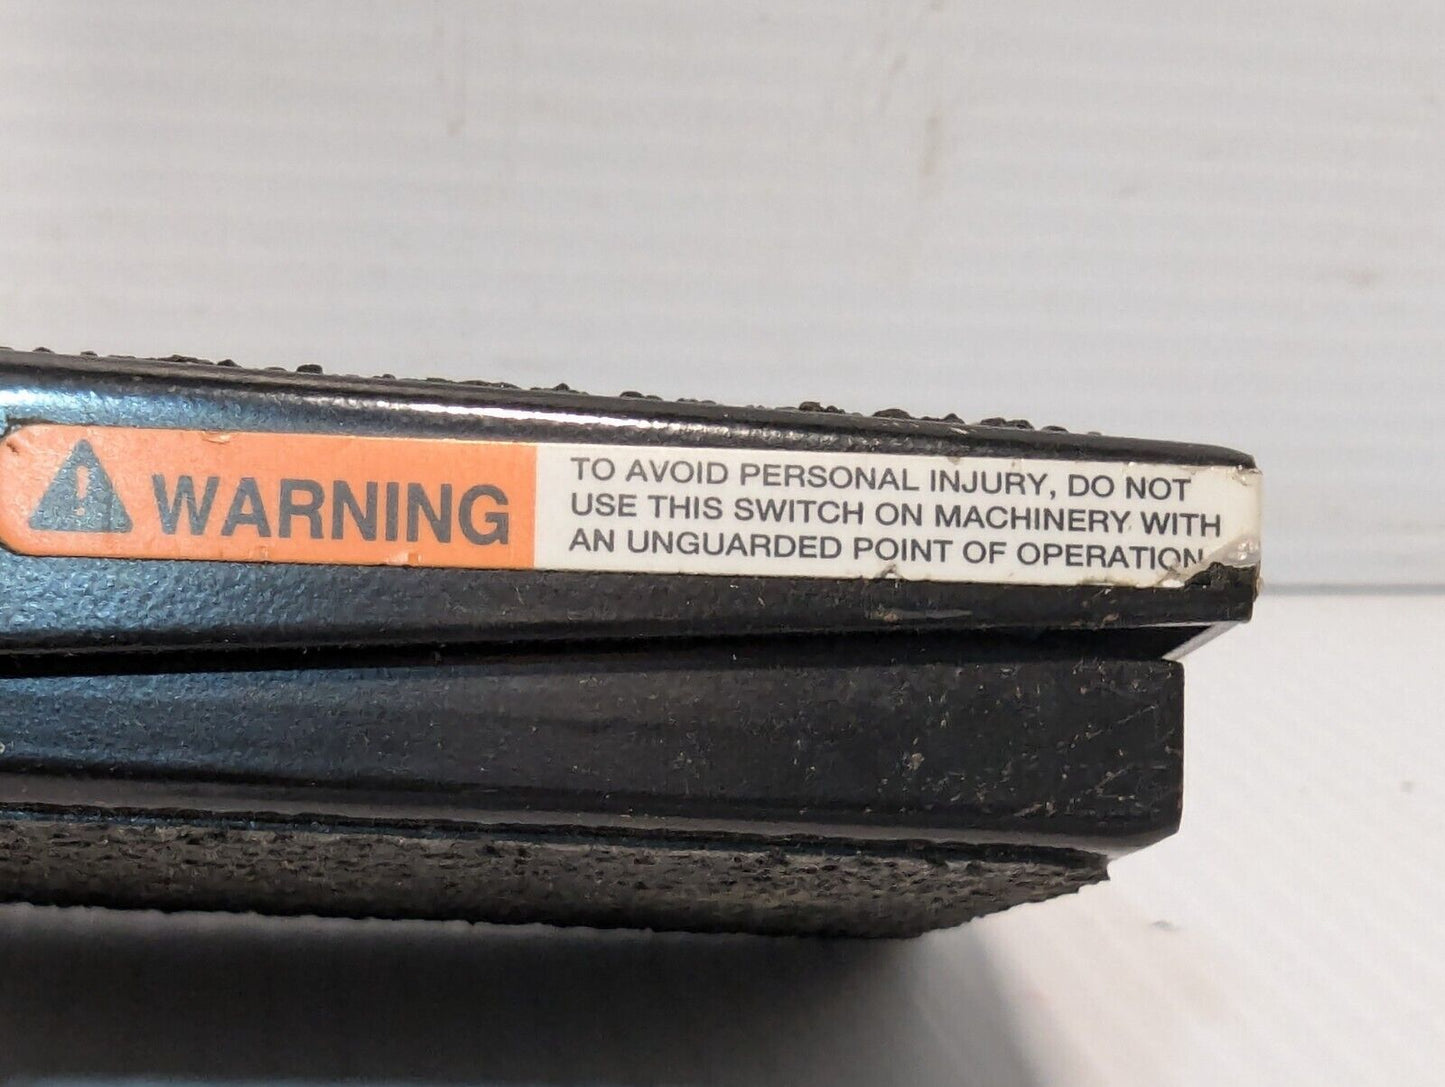 WARNING
TO AVOID PERSONAL INJURY, DO NOT
USE THIS SWITCH ON MACHINERY WITH
AN UNGUARDED POINT OF OPERATION